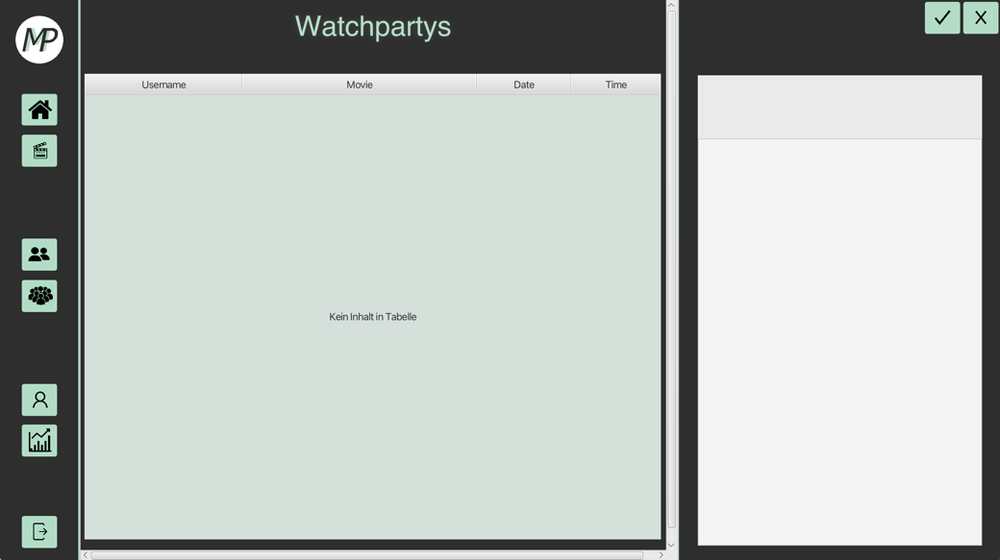 MP
Watchpartys
Username Movie Date Time
Kein Inhalt in Tabelle